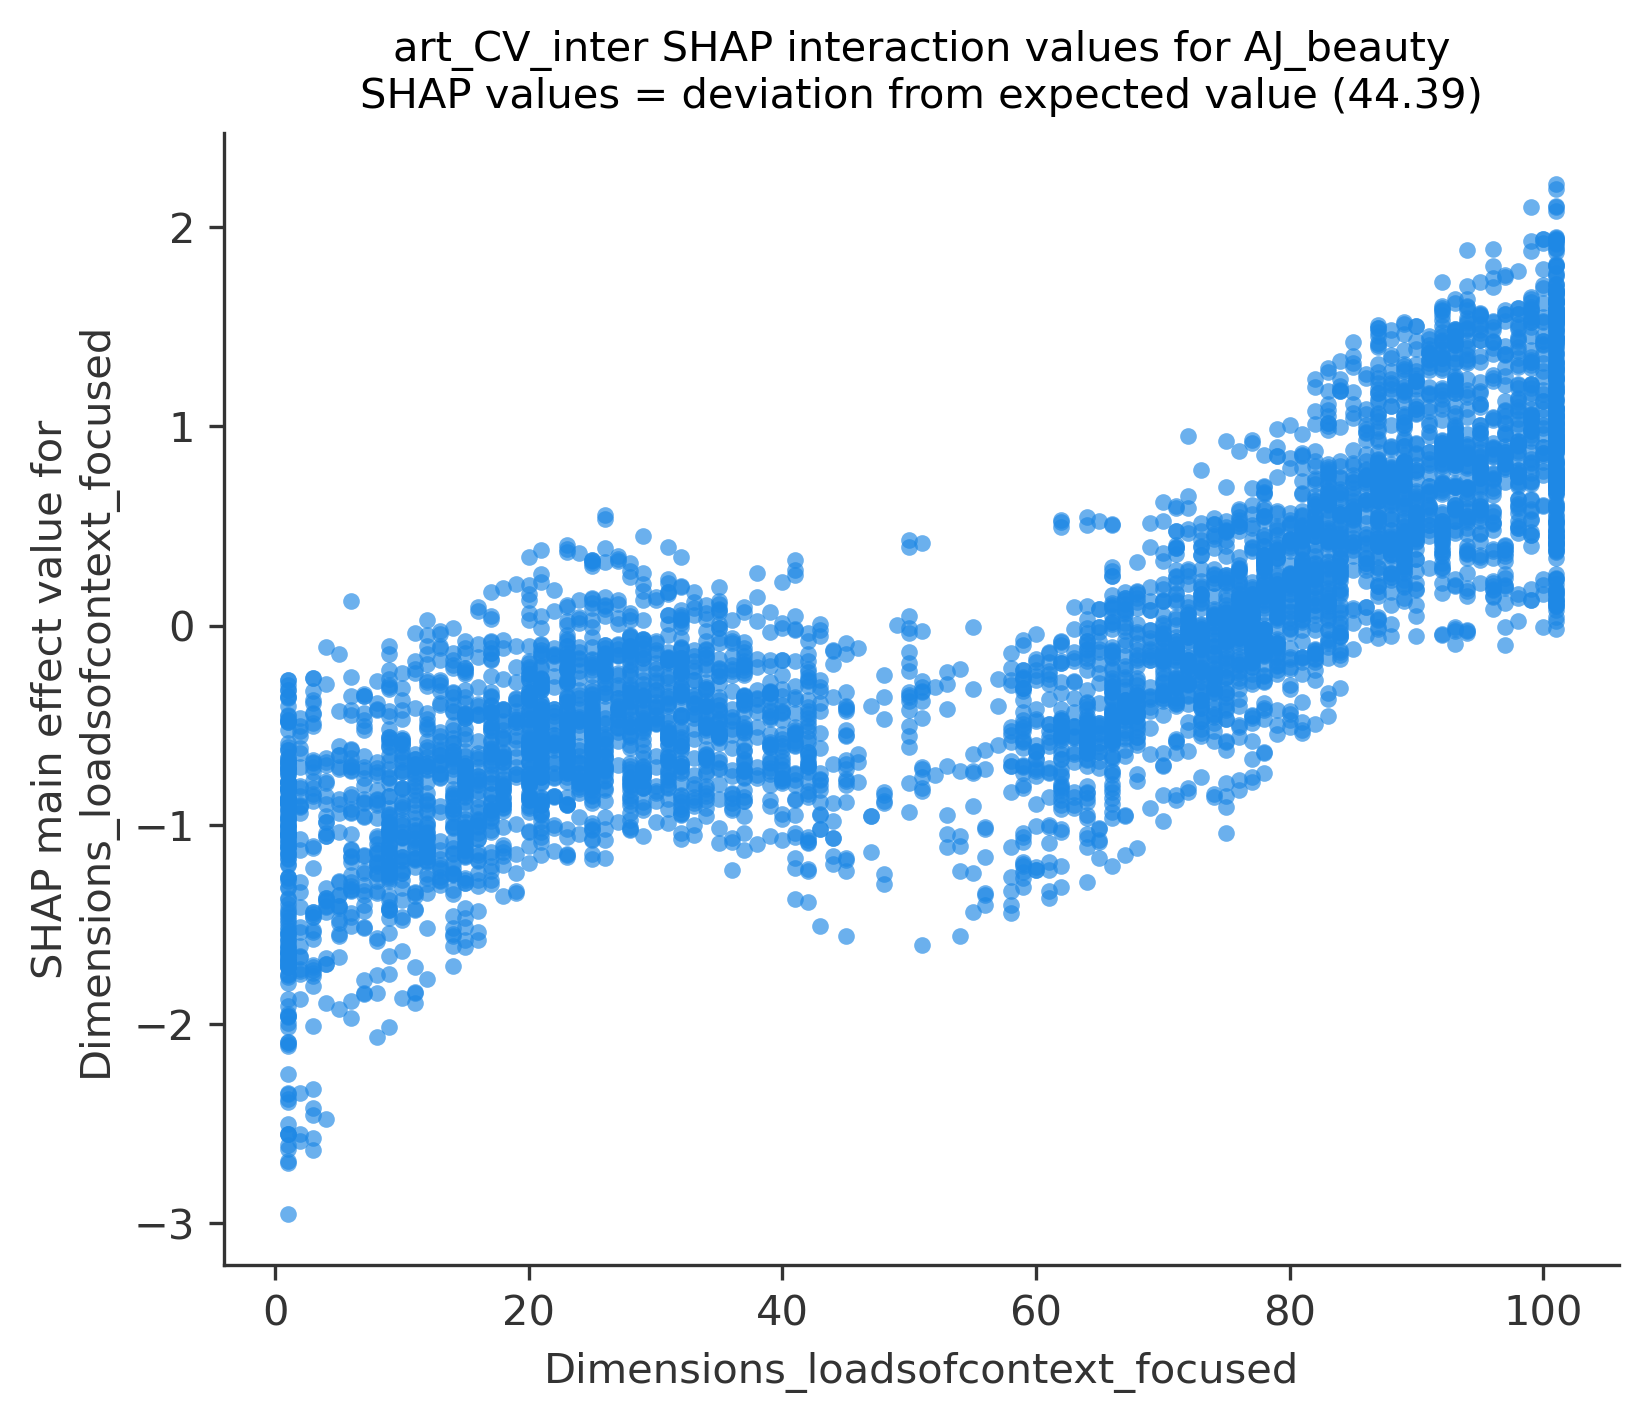 art_CV_inter SHAP interaction values for AJ_beauty
SHAP values = deviation from expected value (44.39)
SHAP main effect value for
Dimensions_loadsofcontext_focused
2
1
0
−1
−2
−3
0
20
40
60
80
100
Dimensions_loadsofcontext_focused